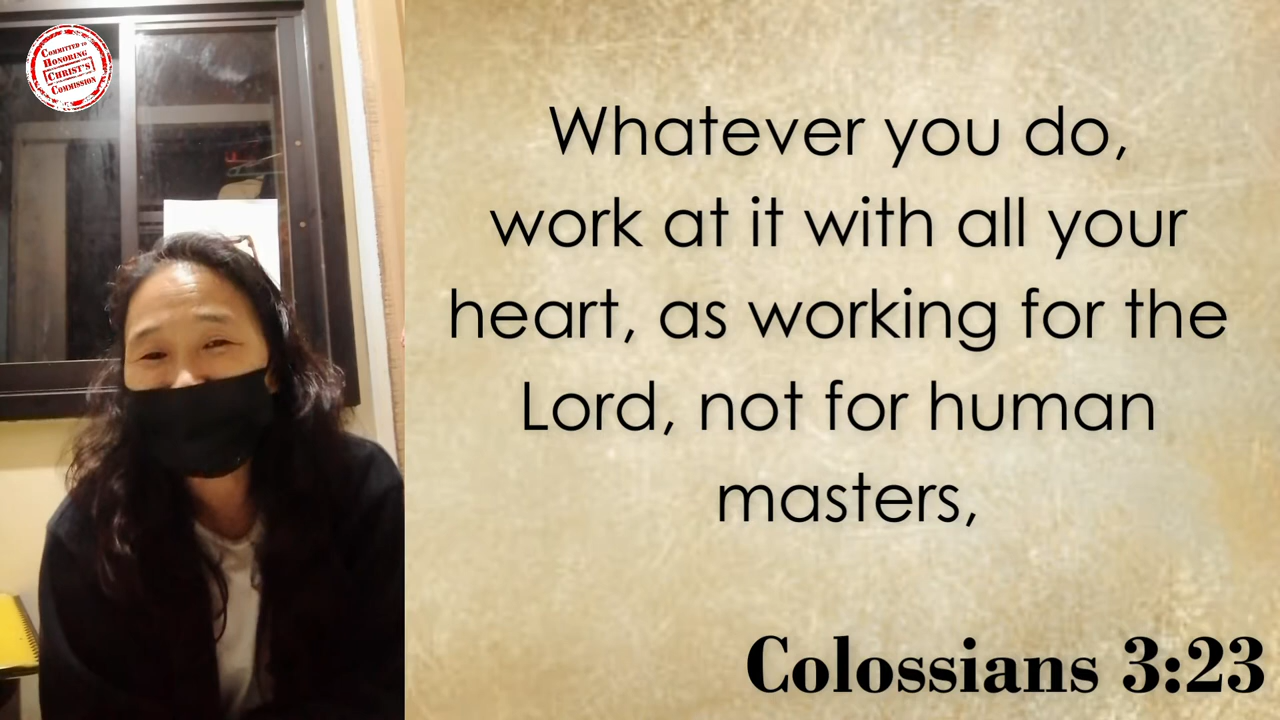 COMMITTED TO
HONORING
CHRIST'S
COMMISSION
Whatever you do,
work at it with all your
heart, as working for the
Lord, not for human
masters,
Colossians 3:23